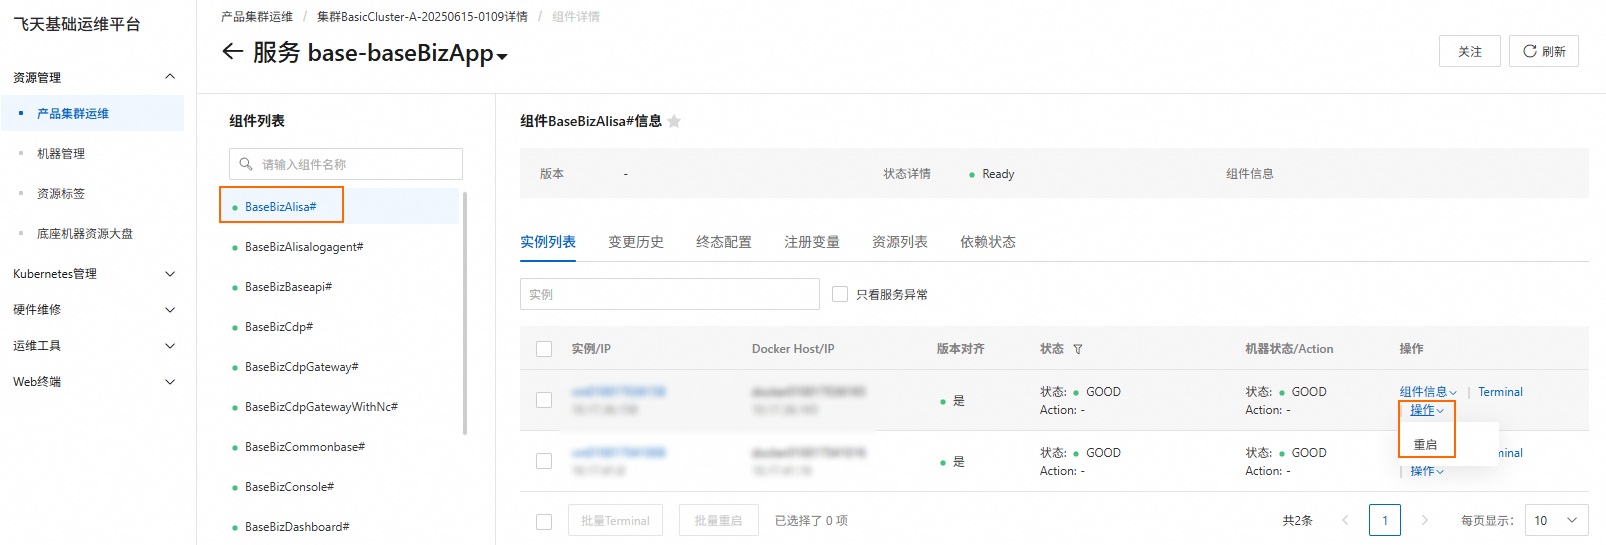 飞天基础运维平台
资源管理
产品集群运维
机器管理
资源标签
底座机器资源大盘
Kubernetes管理
硬件维修
运维工具
Web终端
产品集群运维 / 集群BasicCluster-A-20250615-0109详情 / 组件详情
服务 base-baseBizApp
关注
刷新
组件列表
请输入组件名称
BaseBizAlisa#
BaseBizAlisalogagent#
BaseBizBaseapi#
BaseBizCdp#
BaseBizCdpGateway#
BaseBizCdpGatewayWithNc#
BaseBizCommonbase#
BaseBizConsole#
BaseBizDashboard#
组件BaseBizAlisa#信息
版本 - 状态详情 Ready 组件信息
实例列表 变更历史 终态配置 注册变量 资源列表 依赖状态
实例 只看服务异常
实例/IP Docker Host/IP 版本对齐 状态 机器状态/Action 操作
是 状态: GOOD 状态: GOOD 组件信息 | Terminal
Action: - Action: - | 操作
重启
是 状态: GOOD 状态: GOOD minal
Action: - Action: - 操作
批量Terminal 批量重启 已选择了 0 项 共2条 1 每页显示: 10